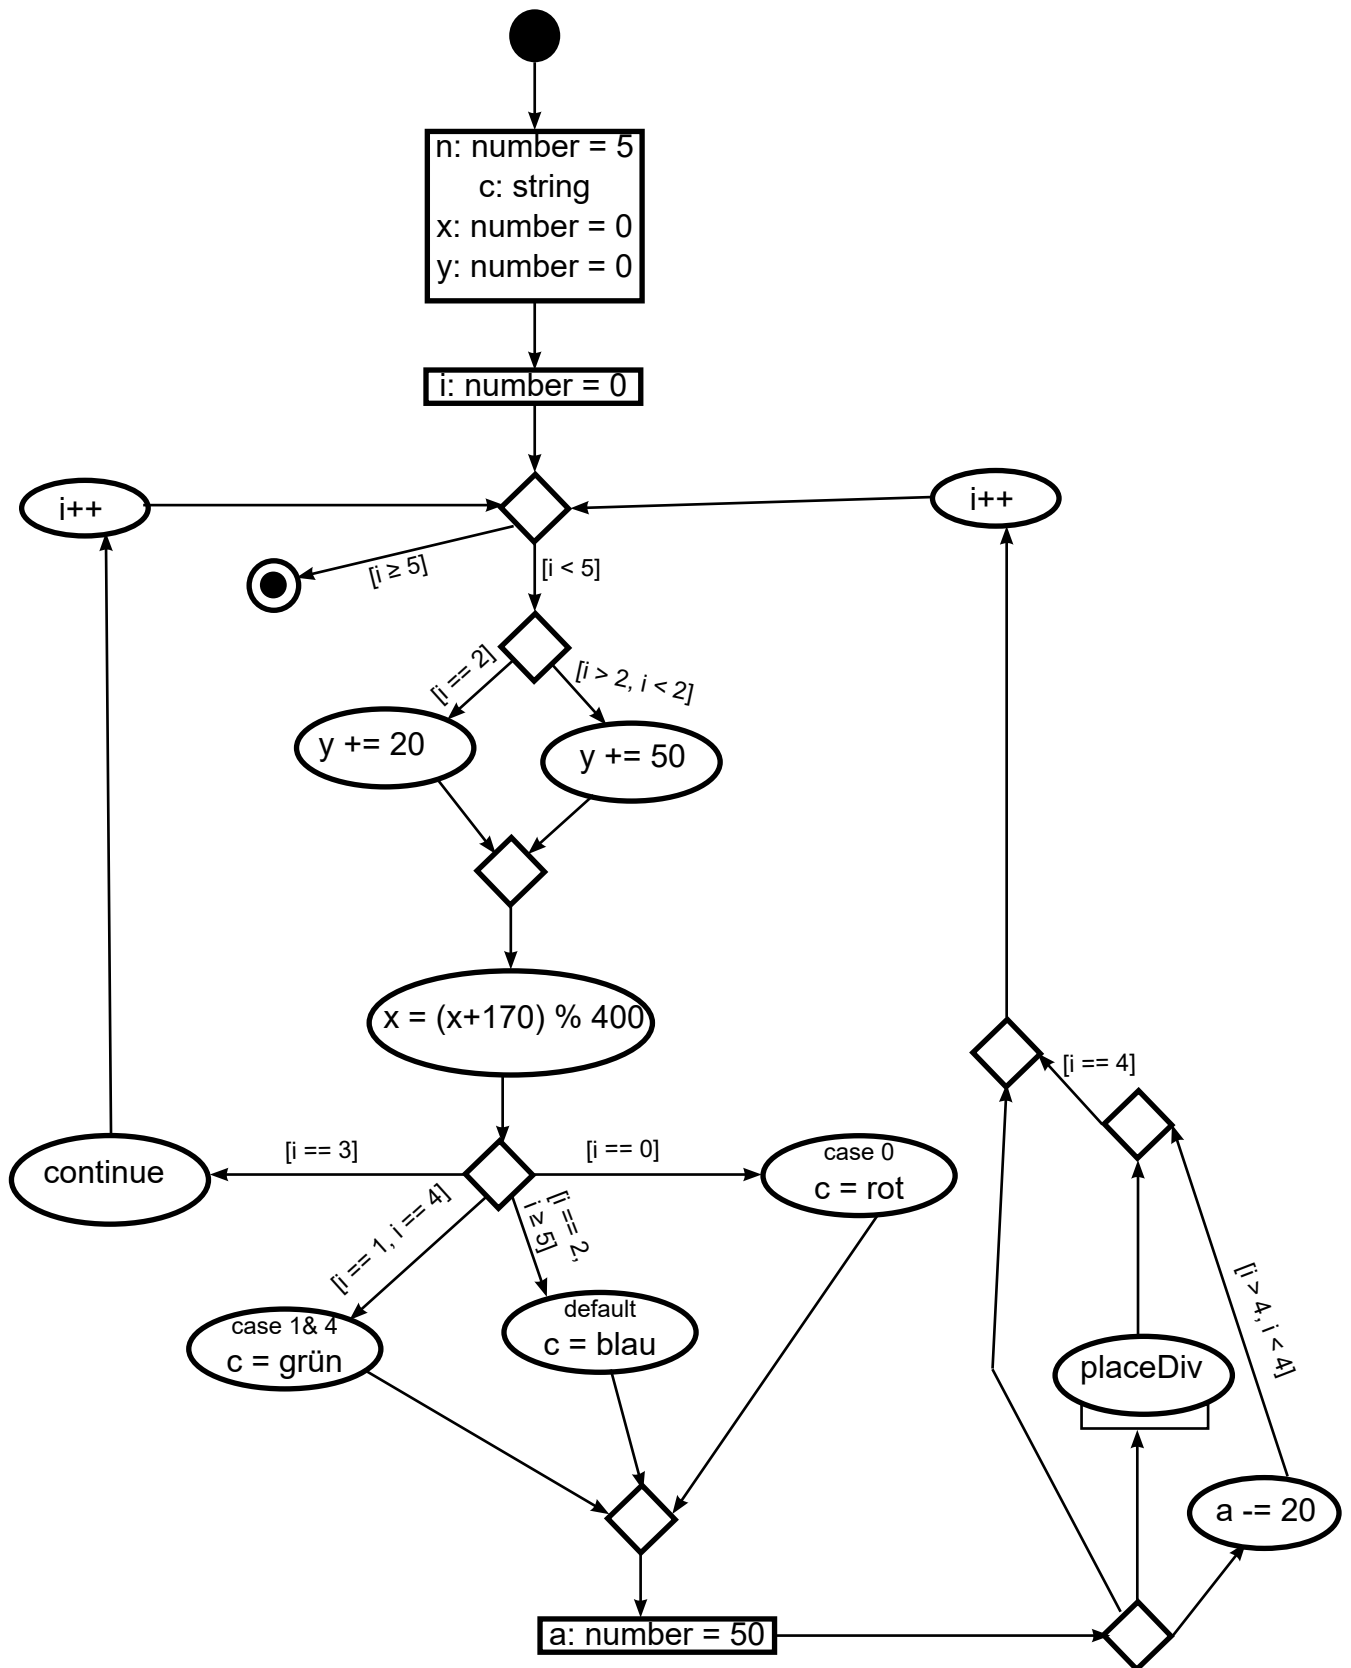 n: number = 5
c: string
x: number = 0
y: number = 0
i: number = 0
i++
i++
[i ≥ 5]
[i < 5]
[i == 2]
[i > 2, i < 2]
y += 20
y += 50
x = (x+170) % 400
[i == 4]
[i == 3]
[i == 0]
continue
case 0
c = rot
[i == 1, i == 4]
[i == 2,
i ≥ 5]
case 1& 4
c = grün
default
c = blau
[i > 4, i < 4]
placeDiv
a -= 20
a: number = 50